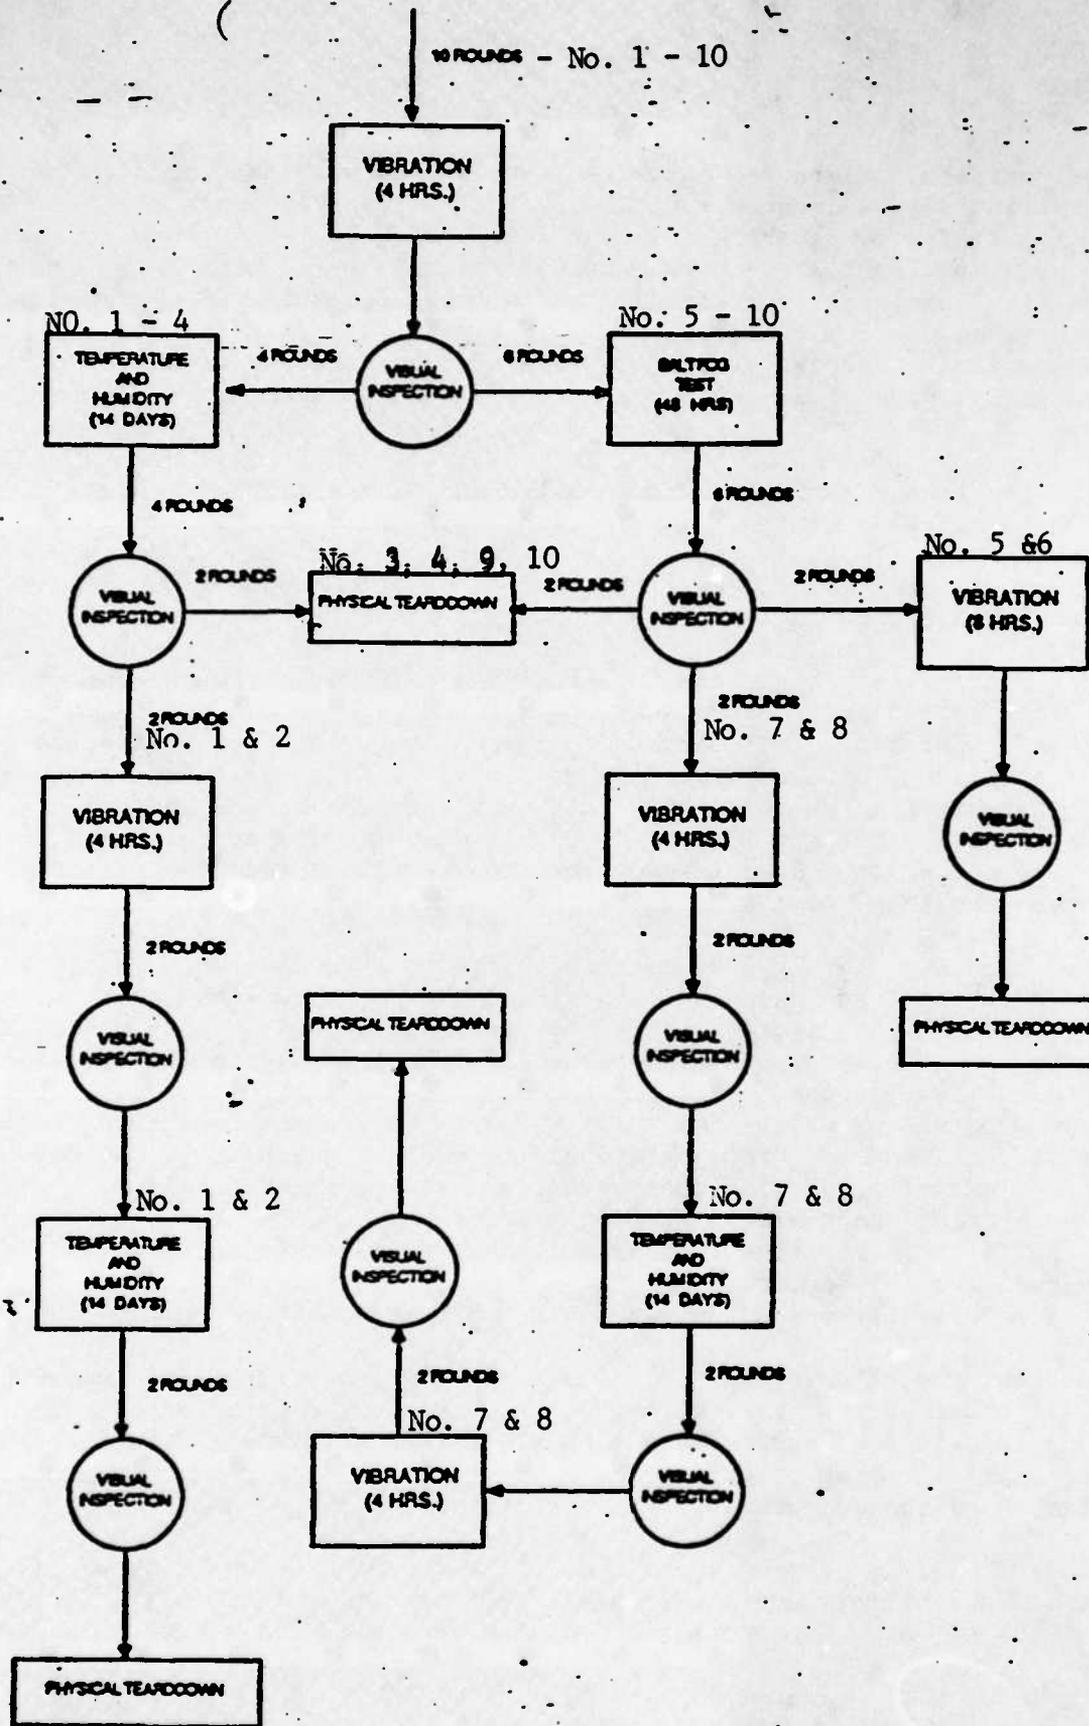 10 ROUNDS - No. 1 - 10
VIBRATION
(4 HRS.)
NO. 1 - 4
No. 5 - 10
TEMPERATURE
AND
HUMIDITY
(14 DAYS)
4 ROUNDS
VISUAL
INSPECTION
6 ROUNDS
SALT FOG
TEST
(48 HRS)
4 ROUNDS
6 ROUNDS
VISUAL
INSPECTION
2 ROUNDS
No. 3, 4, 9, 10
PHYSICAL TEARDDOWN
2 ROUNDS
VISUAL
INSPECTION
2 ROUNDS
No. 5 &6
VIBRATION
(8 HRS.)
2 ROUNDS
No. 1 & 2
2 ROUNDS
No. 7 & 8
VIBRATION
(4 HRS.)
VIBRATION
(4 HRS.)
VISUAL
INSPECTION
2 ROUNDS
2 ROUNDS
VISUAL
INSPECTION
PHYSICAL TEARDDOWN
VISUAL
INSPECTION
PHYSICAL TEARDDOWN
No. 1 & 2
No. 7 & 8
TEMPERATURE
AND
HUMIDITY
(14 DAYS)
VISUAL
INSPECTION
TEMPERATURE
AND
HUMIDITY
(14 DAYS)
2 ROUNDS
2 ROUNDS
2 ROUNDS
No. 7 & 8
VISUAL
INSPECTION
VIBRATION
(4 HRS.)
VISUAL
INSPECTION
PHYSICAL TEARDDOWN